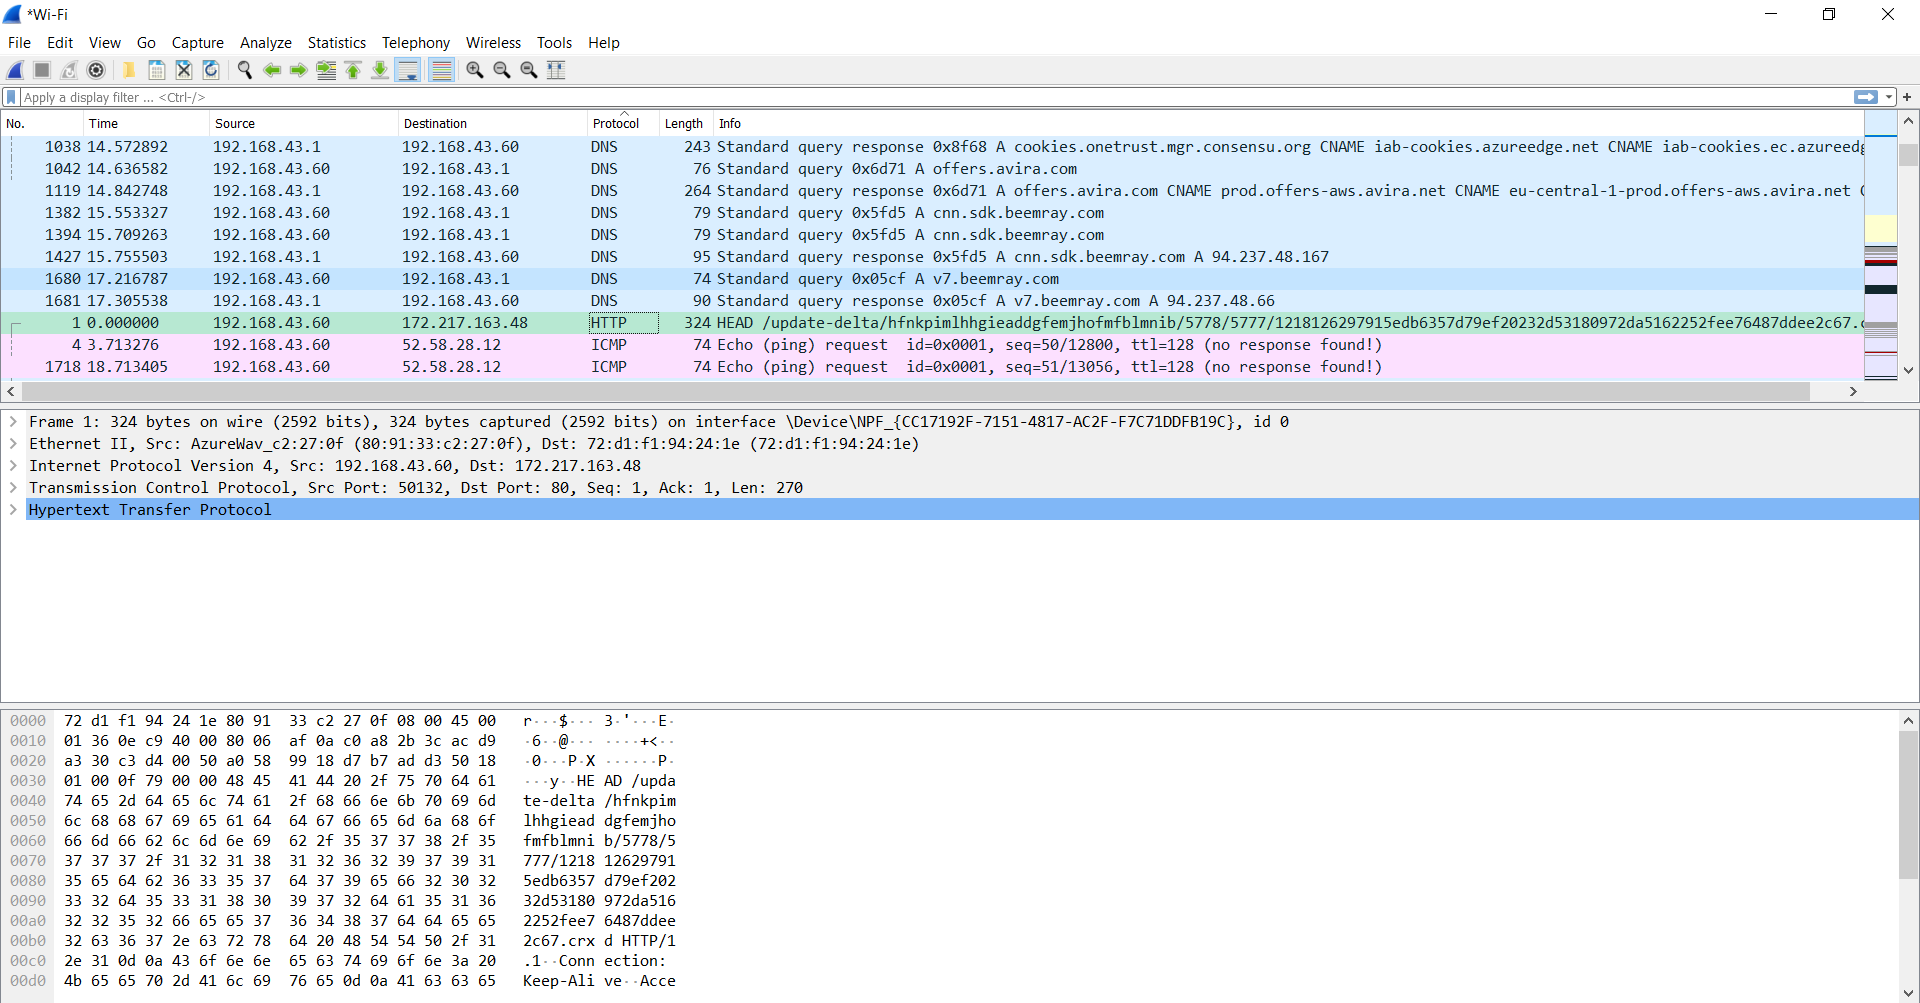 *Wi-Fi
File Edit View Go Capture Analyze Statistics Telephony Wireless Tools Help
Apply a display filter ... <Ctrl-/>
No. Time Source Destination Protocol Length Info
1038 14.572892 192.168.43.1 192.168.43.60 DNS 243 Standard query response 0x8f68 A cookies.onetrust.mgr.consensu.org CNAME iab-cookies.azureedge.net CNAME iab-cookies.ec.azureedg
1042 14.636582 192.168.43.60 192.168.43.1 DNS 76 Standard query 0x6d71 A offers.avira.com
1119 14.842748 192.168.43.1 192.168.43.60 DNS 264 Standard query response 0x6d71 A offers.avira.com CNAME prod.offers-aws.avira.net CNAME eu-central-1-prod.offers-aws.avira.net C
1382 15.553327 192.168.43.60 192.168.43.1 DNS 79 Standard query 0x5fd5 A cnn.sdk.beemray.com
1394 15.709263 192.168.43.60 192.168.43.1 DNS 79 Standard query 0x5fd5 A cnn.sdk.beemray.com
1427 15.755503 192.168.43.1 192.168.43.60 DNS 95 Standard query response 0x5fd5 A cnn.sdk.beemray.com A 94.237.48.167
1680 17.216787 192.168.43.60 192.168.43.1 DNS 74 Standard query 0x05cf A v7.beemray.com
1681 17.305538 192.168.43.1 192.168.43.60 DNS 90 Standard query response 0x05cf A v7.beemray.com A 94.237.48.66
1 0.000000 192.168.43.60 172.217.163.48 HTTP 324 HEAD /update-delta/hfnkpimlhhgieaddgfemjhofmfblmnib/5778/5777/1218126297915edb6357d79ef20232d53180972da5162252fee76487ddee2c67.c
4 3.713276 192.168.43.60 52.58.28.12 ICMP 74 Echo (ping) request id=0x0001, seq=50/12800, ttl=128 (no response found!)
1718 18.713405 192.168.43.60 52.58.28.12 ICMP 74 Echo (ping) request id=0x0001, seq=51/13056, ttl=128 (no response found!)
Frame 1: 324 bytes on wire (2592 bits), 324 bytes captured (2592 bits) on interface \Device\NPF_{CC17192F-7151-4817-AC2F-F7C71DDFB19C}, id 0
Ethernet II, Src: AzureWav_c2:27:0f (80:91:33:c2:27:0f), Dst: 72:d1:f1:94:24:1e (72:d1:f1:94:24:1e)
Internet Protocol Version 4, Src: 192.168.43.60, Dst: 172.217.163.48
Transmission Control Protocol, Src Port: 50132, Dst Port: 80, Seq: 1, Ack: 1, Len: 270
Hypertext Transfer Protocol
0000 72 d1 f1 94 24 1e 80 91 33 c2 27 0f 08 00 45 00 r···$··· 3·'···E·
0010 01 36 0e c9 40 00 80 06 af 0a c0 a8 2b 3c ac d9 ·6··@··· ····+<··
0020 a3 30 c3 d4 00 50 a0 58 99 18 d7 b7 ad d3 50 18 ·0···P·X ······P·
0030 01 00 0f 79 00 00 48 45 41 44 20 2f 75 70 64 61 ···y··HE AD /upda
0040 74 65 2d 64 65 6c 74 61 2f 68 66 6e 6b 70 69 6d te-delta /hfnkpim
0050 6c 68 68 67 69 65 61 64 64 67 66 65 6d 6a 68 6f lhhgiead dgfemjho
0060 66 6d 66 62 6c 6d 6e 69 62 2f 35 37 37 38 2f 35 fmfblmni b/5778/5
0070 37 37 37 2f 31 32 31 38 31 32 36 32 39 37 39 31 777/1218 12629791
0080 35 65 64 62 36 33 35 37 64 37 39 65 66 32 30 32 5edb6357 d79ef202
0090 33 32 64 35 33 31 38 30 39 37 32 64 61 35 31 36 32d53180 972da516
00a0 32 32 35 32 66 65 65 37 36 34 38 37 64 64 65 65 2252fee7 6487ddee
00b0 32 63 36 37 2e 63 72 78 64 20 48 54 54 50 2f 31 2c67.crx d HTTP/1
00c0 2e 31 0d 0a 43 6f 6e 6e 65 63 74 69 6f 6e 3a 20 .1··Conn ection:
00d0 4b 65 65 70 2d 41 6c 69 76 65 0d 0a 41 63 63 65 Keep-Ali ve··Acce